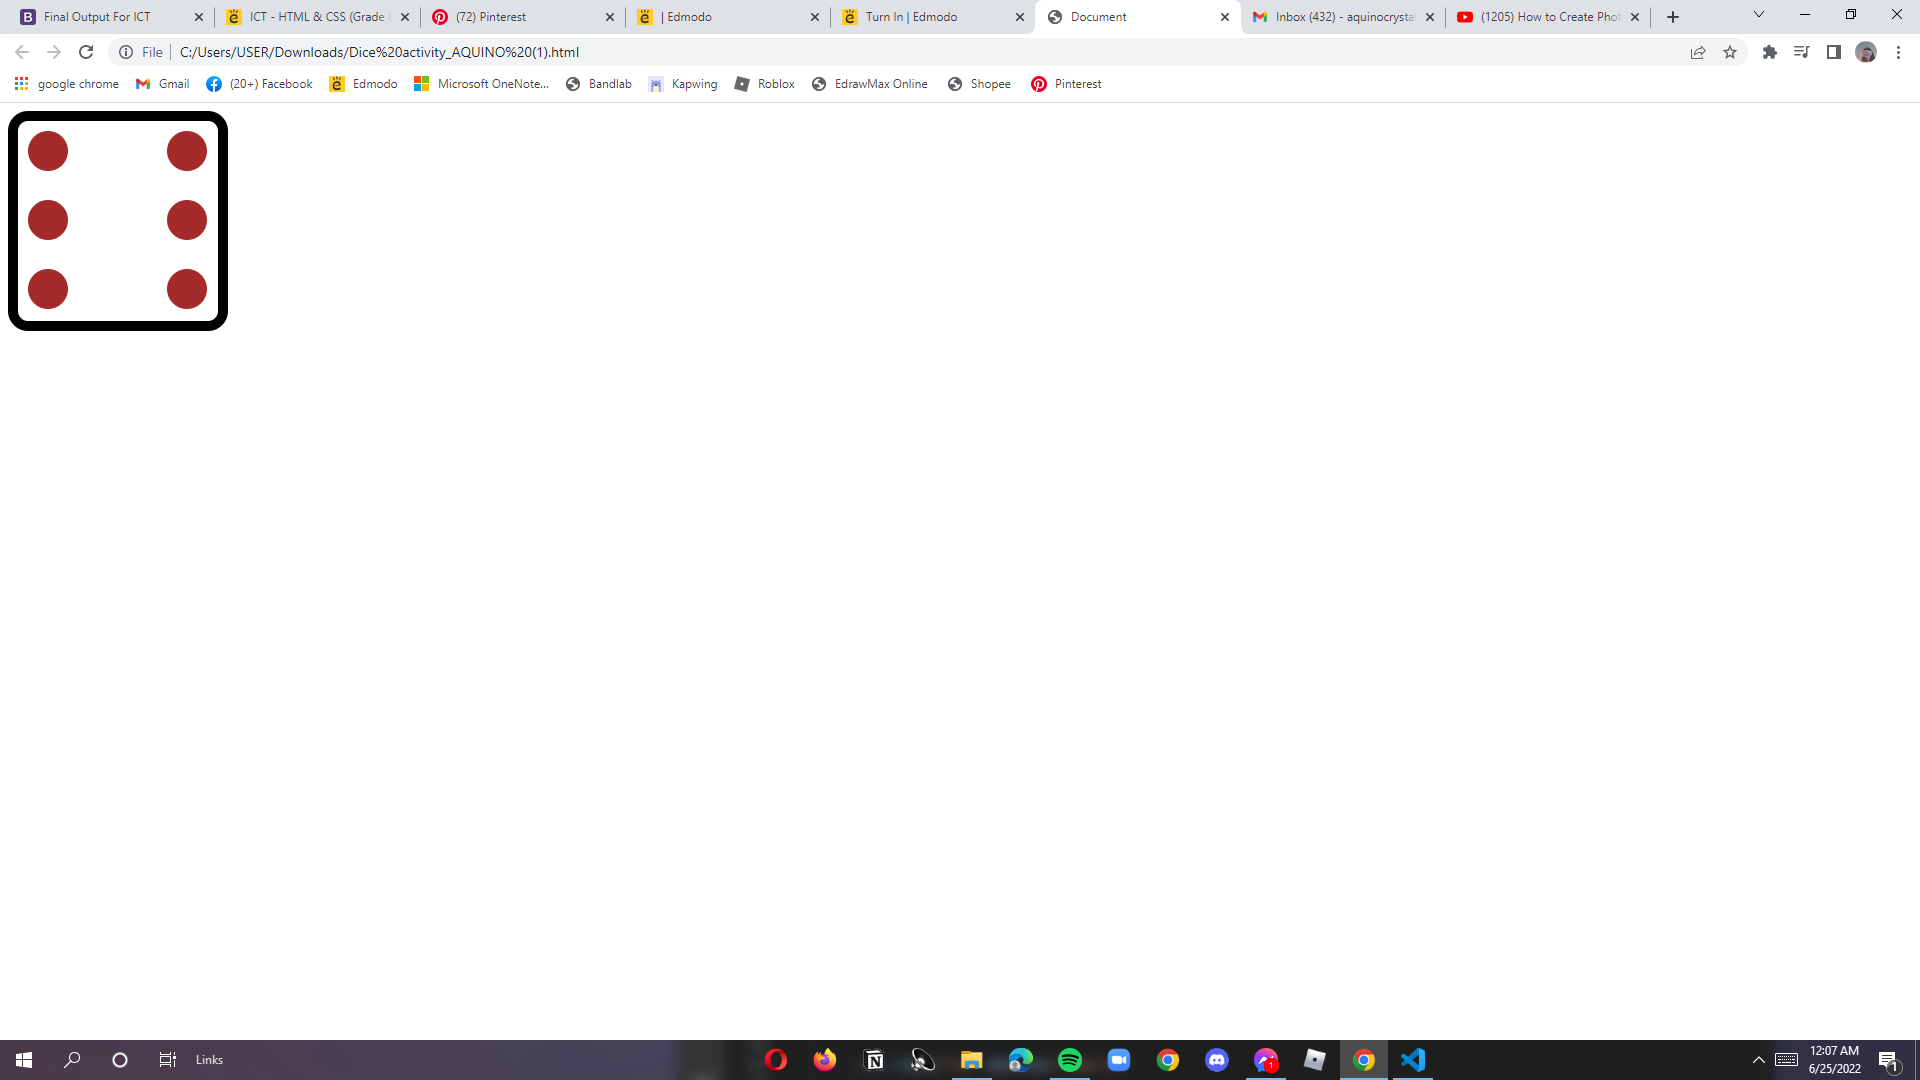 Final Output For ICT
ICT - HTML & CSS (Grade
(72) Pinterest
| Edmodo
Turn In | Edmodo
Document
Inbox (432) - aquinocrysta
(1205) How to Create Phot
File
C:/Users/USER/Downloads/Dice%20activity_AQUINO%20(1).html
google chrome
Gmail
(20+) Facebook
Edmodo
Microsoft OneNote...
Bandlab
Kapwing
Roblox
EdrawMax Online
Shopee
Pinterest
Links
1
12:07 AM
6/25/2022
1